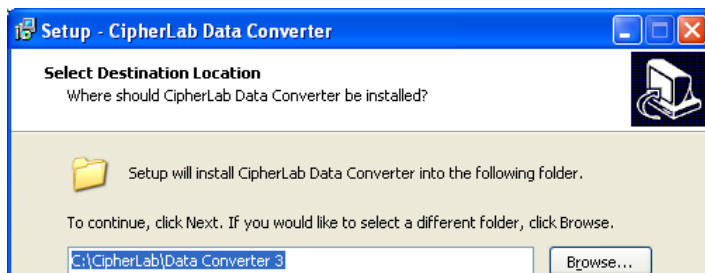 Setup - CipherLab Data Converter
Select Destination Location
Where should CipherLab Data Converter be installed?
Setup will install CipherLab Data Converter into the following folder.
To continue, click Next. If you would like to select a different folder, click Browse.
C:\CipherLab\Data Converter 3
Browse...